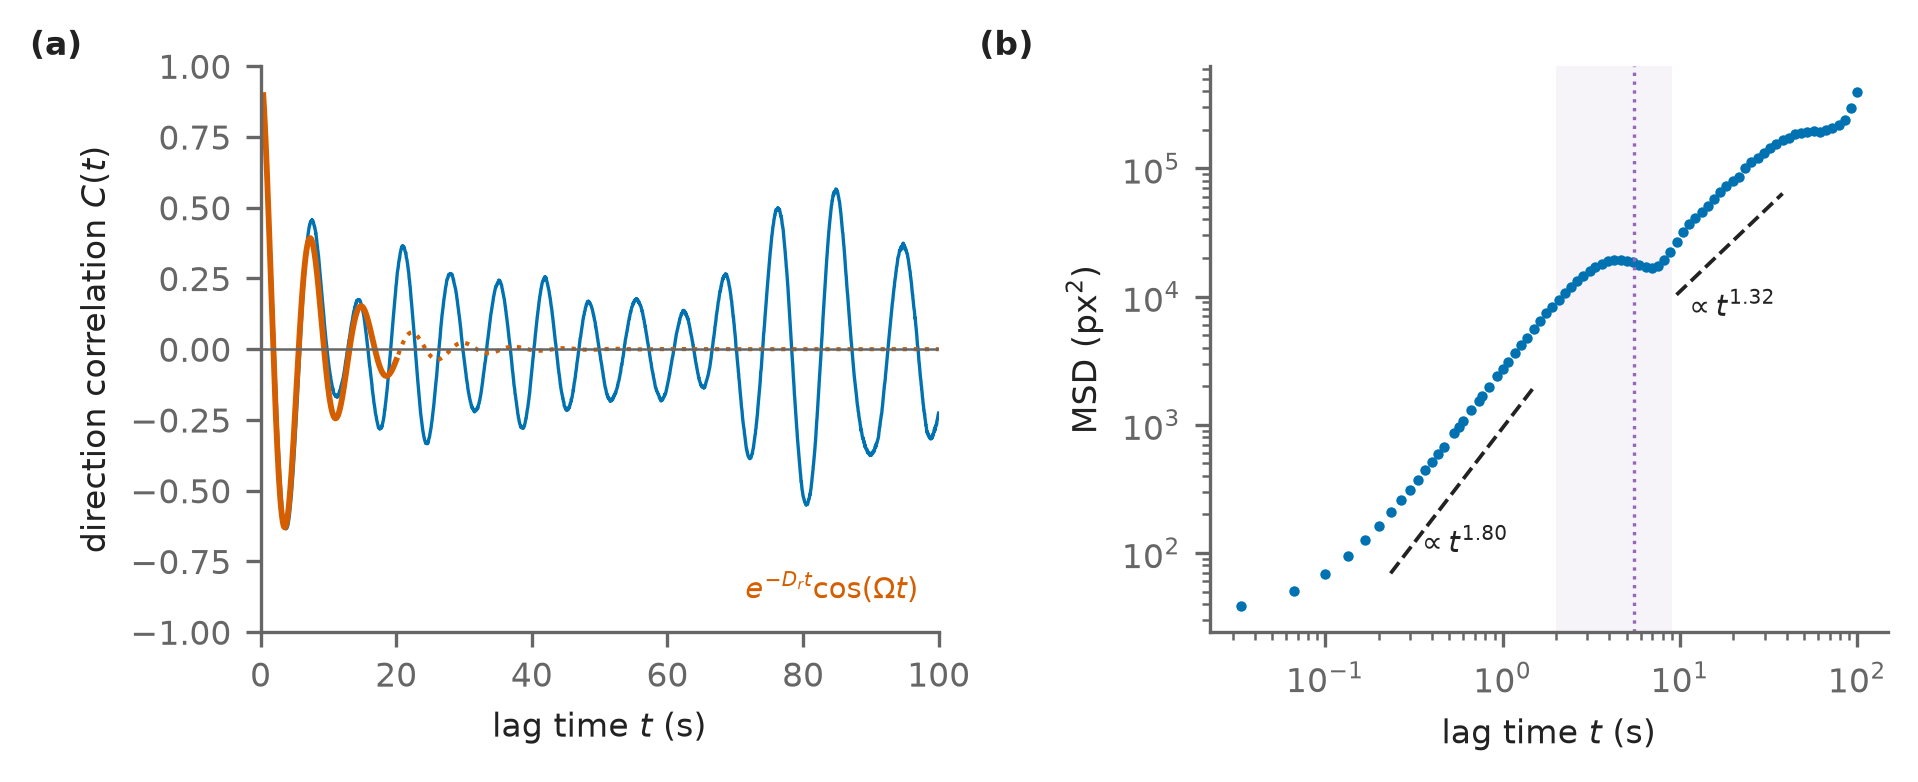 (a)
1.00
0.75
0.50
0.25
0.00
−0.25
−0.50
−0.75
−1.00
direction correlation C(t)
e^{−D_r t}cos(Ωt)
0 20 40 60 80 100
lag time t (s)
(b)
10^5
10^4
10^3
10^2
MSD (px^2)
∝ t^{1.32}
∝ t^{1.80}
10^{−1} 10^0 10^1 10^2
lag time t (s)